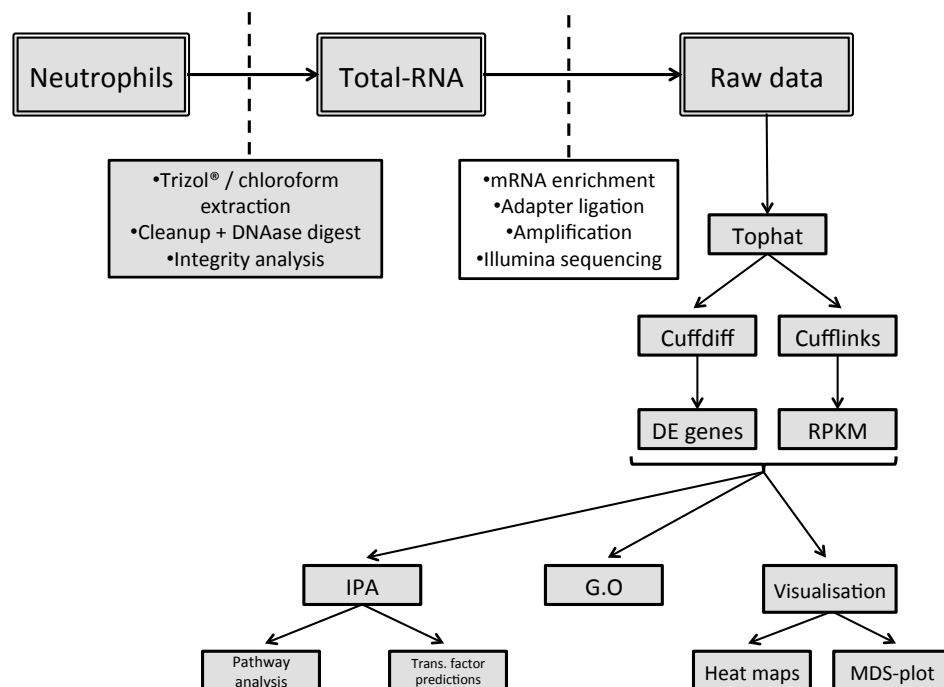 Neutrophils
Total-RNA
Raw data
•Trizol® / chloroform
extraction
•Cleanup + DNAase digest
•Integrity analysis
•mRNA enrichment
•Adapter ligation
•Amplification
•Illumina sequencing
Tophat
Cuffdiff
Cufflinks
DE genes
RPKM
IPA
G.O
Visualisation
Pathway
analysis
Trans. factor
predictions
Heat maps
MDS-plot